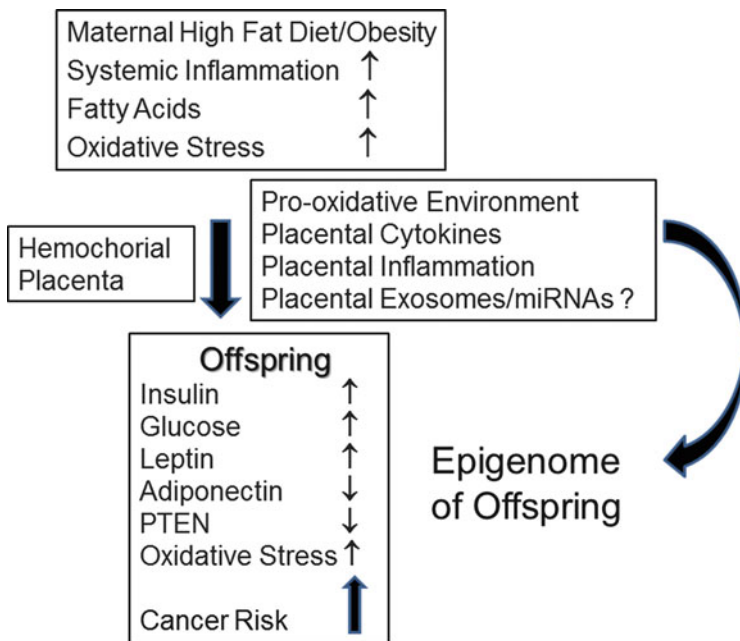 Maternal High Fat Diet/Obesity
Systemic Inflammation ↑
Fatty Acids ↑
Oxidative Stress ↑
Hemochorial
Placenta
Pro-oxidative Environment
Placental Cytokines
Placental Inflammation
Placental Exosomes/miRNAs ?
Offspring
Insulin ↑
Glucose ↑
Leptin ↑
Adiponectin ↓
PTEN ↓
Oxidative Stress ↑
Cancer Risk
Epigenome
of Offspring